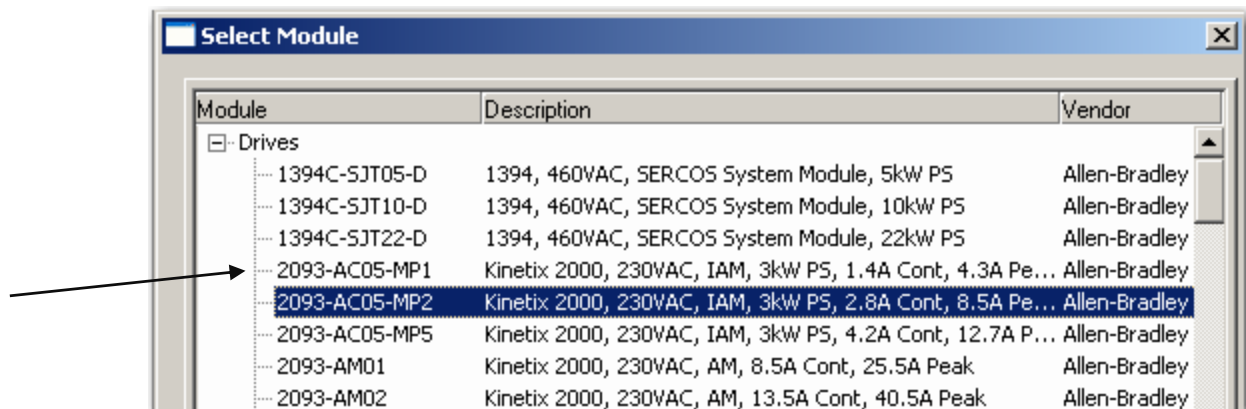 Select Module
Module Description Vendor
Drives
1394C-SJT05-D 1394, 460VAC, SERCOS System Module, 5kW PS Allen-Bradley
1394C-SJT10-D 1394, 460VAC, SERCOS System Module, 10kW PS Allen-Bradley
1394C-SJT22-D 1394, 460VAC, SERCOS System Module, 22kW PS Allen-Bradley
2093-AC05-MP1 Kinetix 2000, 230VAC, IAM, 3kW PS, 1.4A Cont, 4.3A Pe... Allen-Bradley
2093-AC05-MP2 Kinetix 2000, 230VAC, IAM, 3kW PS, 2.8A Cont, 8.5A Pe... Allen-Bradley
2093-AC05-MP5 Kinetix 2000, 230VAC, IAM, 3kW PS, 4.2A Cont, 12.7A P... Allen-Bradley
2093-AM01 Kinetix 2000, 230VAC, AM, 8.5A Cont, 25.5A Peak Allen-Bradley
2093-AM02 Kinetix 2000, 230VAC, AM, 13.5A Cont, 40.5A Peak Allen-Bradley